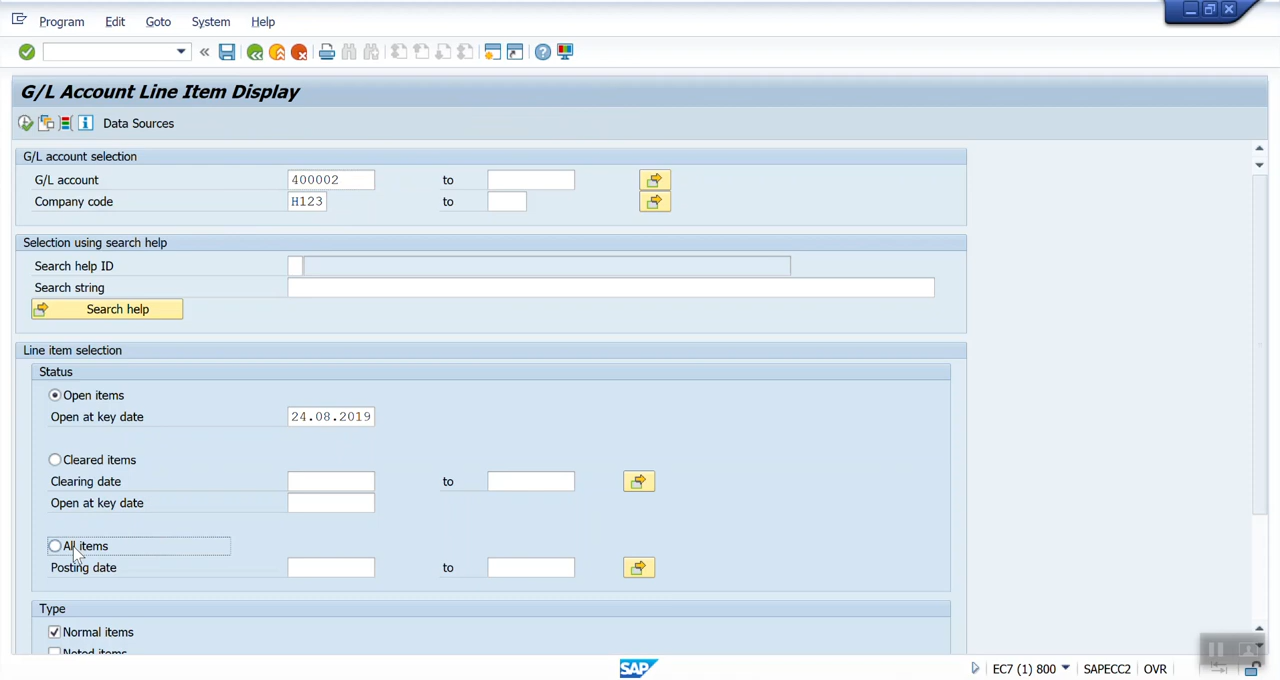 Program Edit Goto System Help
G/L Account Line Item Display
Data Sources
G/L account selection
G/L account 400002 to
Company code H123 to
Selection using search help
Search help ID
Search string
Search help
Line item selection
Status
Open items
Open at key date 24.08.2019
Cleared items
Clearing date to
Open at key date
All items
Posting date to
Type
Normal items
Noted items
SAP EC7 (1) 800 SAPECC2 OVR